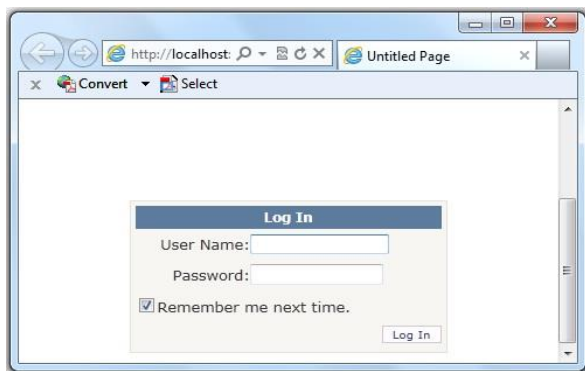 http://localhost:
Untitled Page
x Convert Select
Log In
User Name:
Password:
Remember me next time.
Log In